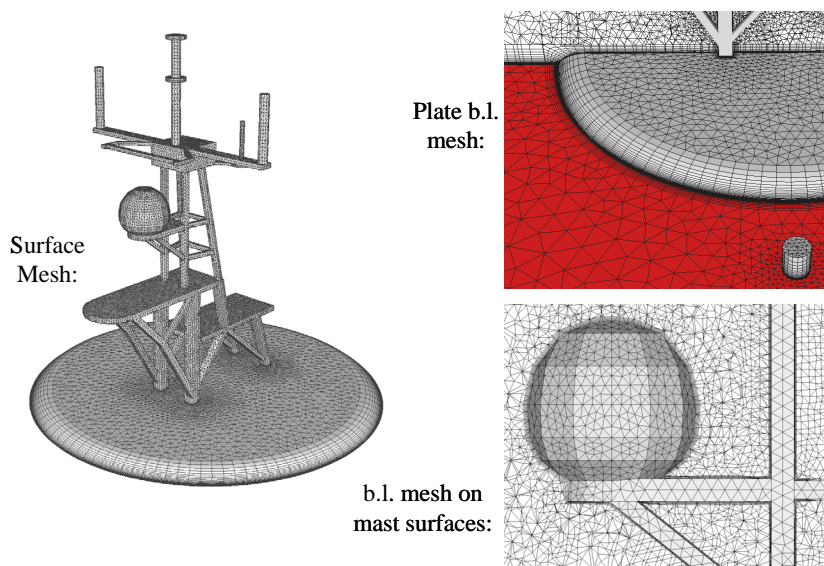 Surface
Mesh:
Plate b.l.
mesh:
b.l. mesh on
mast surfaces: